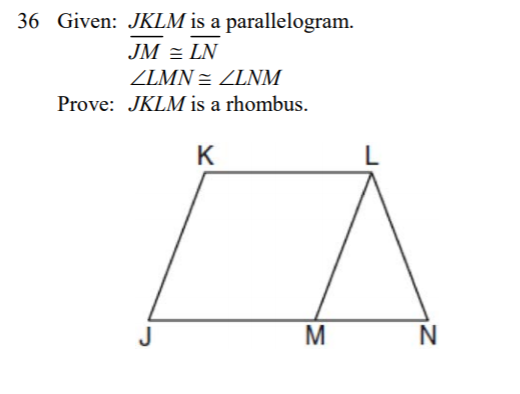 36 Given: JKLM is a parallelogram.
JM ≅ LN
∠LMN ≅ ∠LNM
Prove: JKLM is a rhombus.
K L
J M N